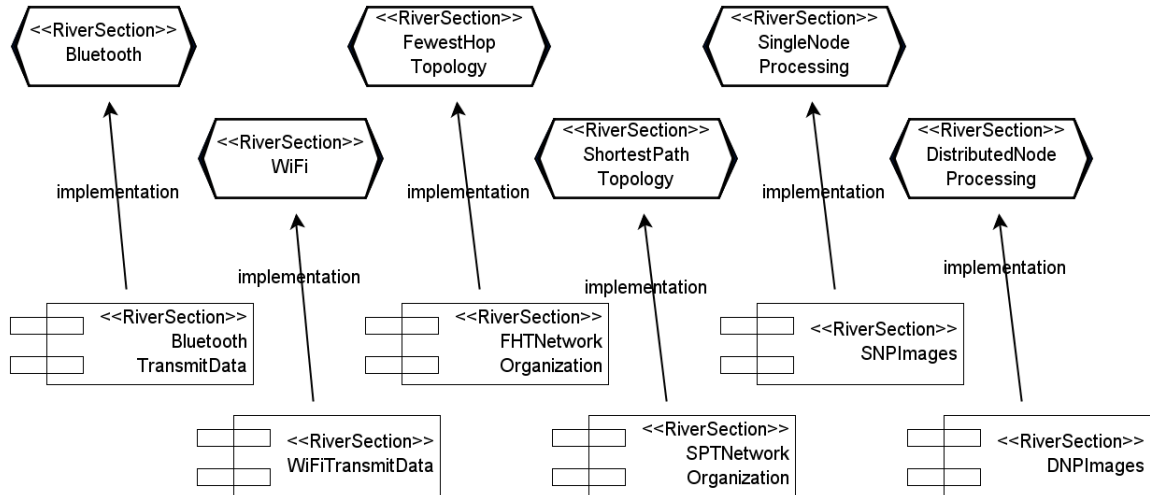 <<RiverSection>>
Bluetooth
<<RiverSection>>
FewestHop
Topology
<<RiverSection>>
SingleNode
Processing
<<RiverSection>>
WiFi
<<RiverSection>>
ShortestPath
Topology
<<RiverSection>>
DistributedNode
Processing
implementation
implementation
implementation
implementation
implementation
implementation
<<RiverSection>>
Bluetooth
TransmitData
<<RiverSection>>
FHTNetwork
Organization
<<RiverSection>>
SNPImages
<<RiverSection>>
WiFiTransmitData
<<RiverSection>>
SPTNetwork
Organization
<<RiverSection>>
DNPImages